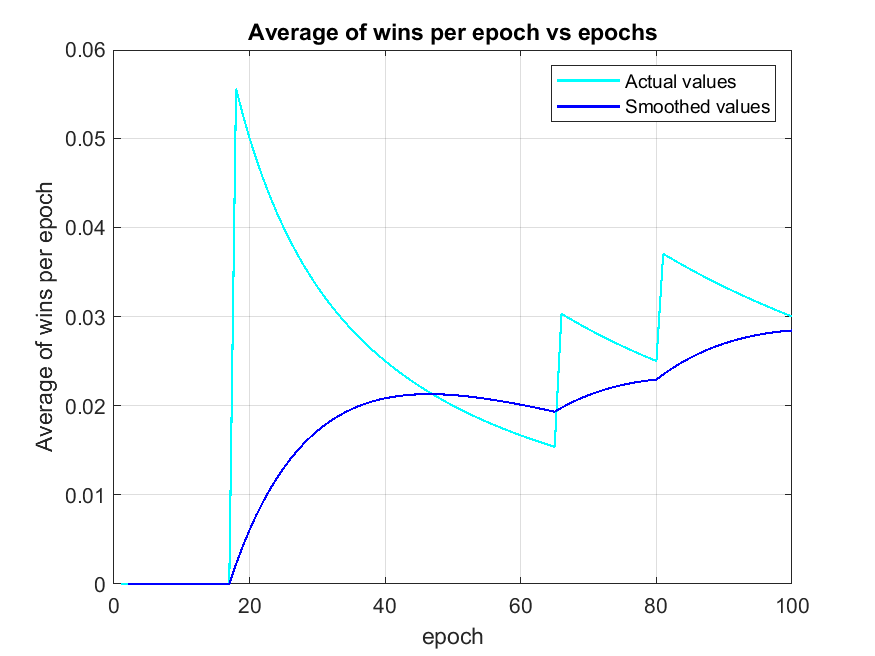 Average of wins per epoch vs epochs
Actual values
Smoothed values
Average of wins per epoch
0.06
0.05
0.04
0.03
0.02
0.01
0
0 20 40 60 80 100
epoch